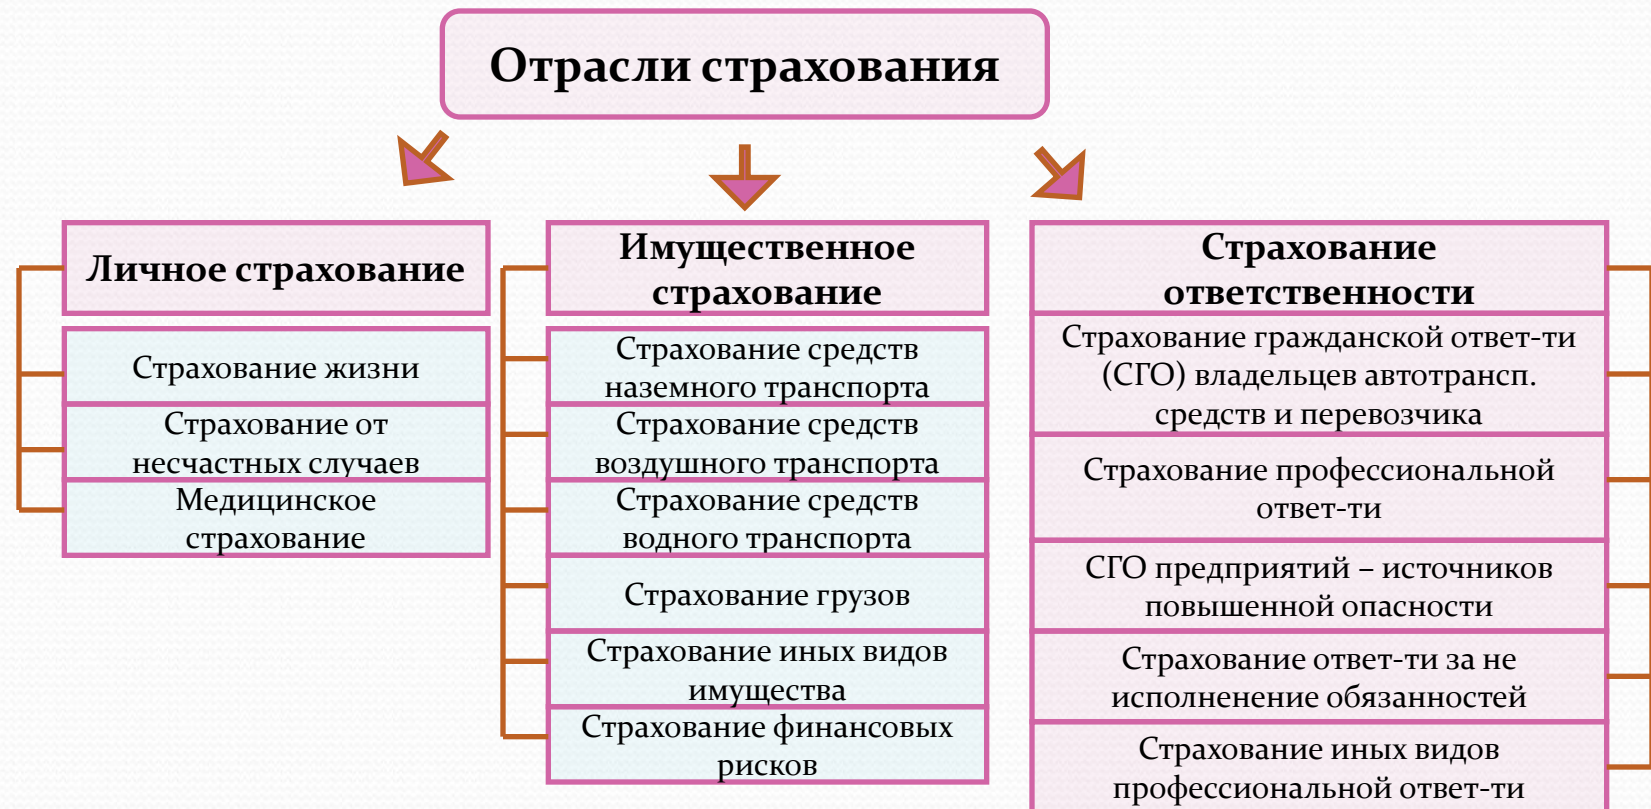 Отрасли страхования
Личное страхование
Страхование жизни
Страхование от
несчастных случаев
Медицинское
страхование
Имущественное
страхование
Страхование средств
наземного транспорта
Страхование средств
воздушного транспорта
Страхование средств
водного транспорта
Страхование грузов
Страхование иных видов
имущества
Страхование финансовых
рисков
Страхование
ответственности
Страхование гражданской ответ-ти
(СГО) владельцев автотрансп.
средств и перевозчика
Страхование профессиональной
ответ-ти
СГО предприятий – источников
повышенной опасности
Страхование ответ-ти за не
исполненение обязанностей
Страхование иных видов
профессиональной ответ-ти